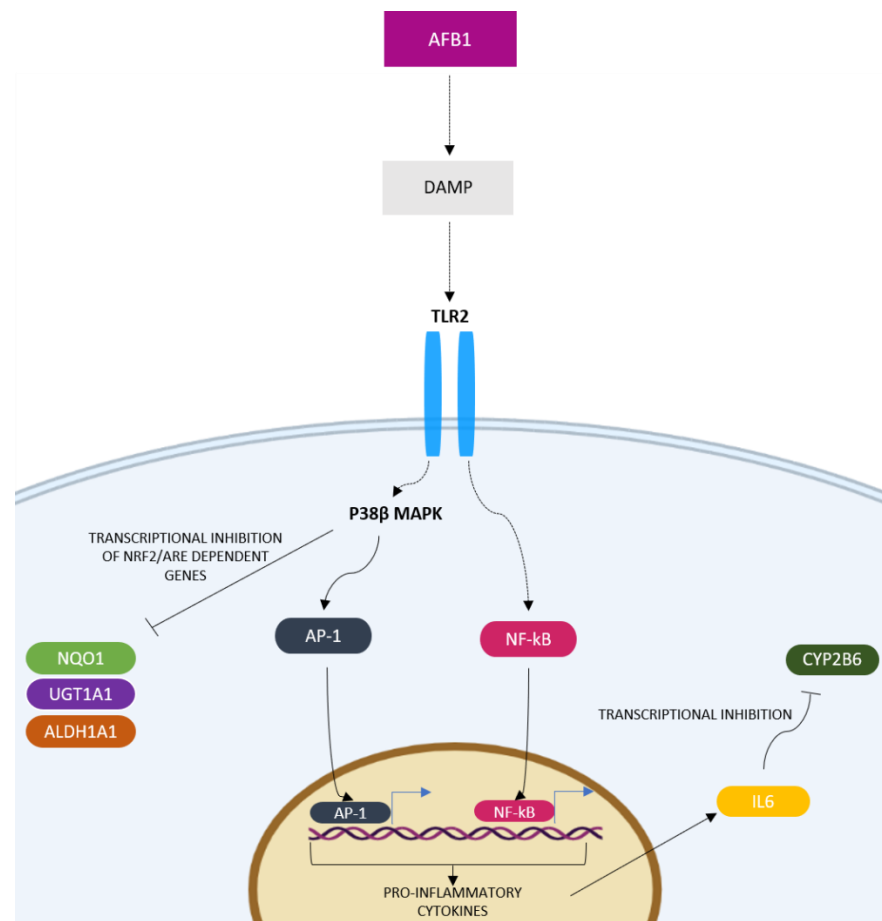 AFB1
DAMP
TLR2
P38β MAPK
TRANSCRIPTIONAL INHIBITION
OF NRF2/ARE DEPENDENT
GENES
AP-1
NF-kB
NQO1
UGT1A1
ALDH1A1
CYP2B6
TRANSCRIPTIONAL INHIBITION
IL6
AP-1
NF-kB
PRO-INFLAMMATORY
CYTOKINES